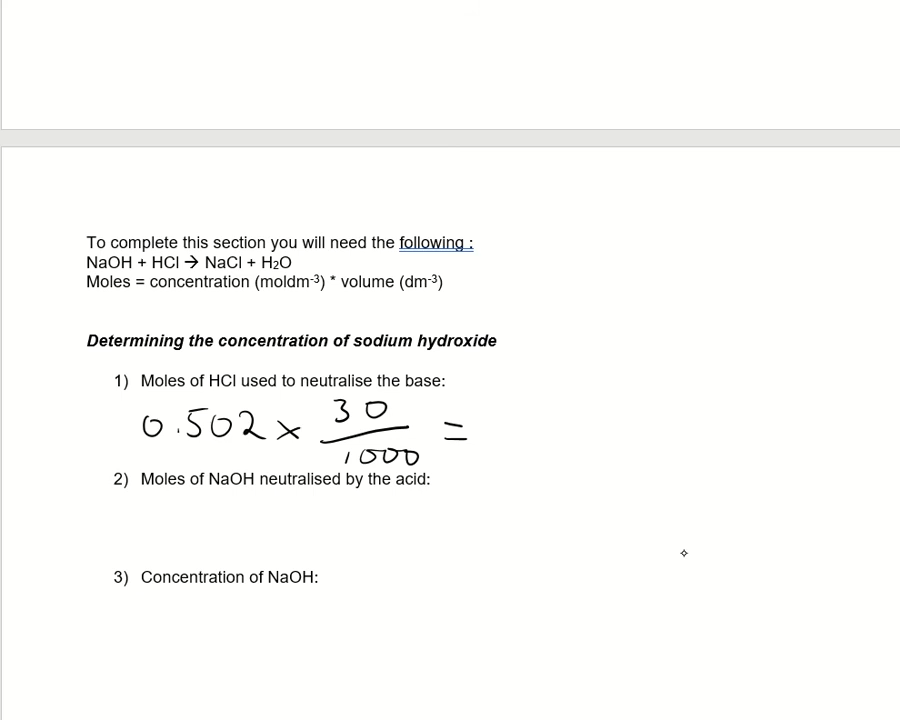 To complete this section you will need the following :
NaOH + HCl → NaCl + H₂O
Moles = concentration (moldm⁻³) * volume (dm⁻³)
Determining the concentration of sodium hydroxide
1) Moles of HCl used to neutralise the base:
0.502 × 30/1000 =
2) Moles of NaOH neutralised by the acid:
3) Concentration of NaOH: